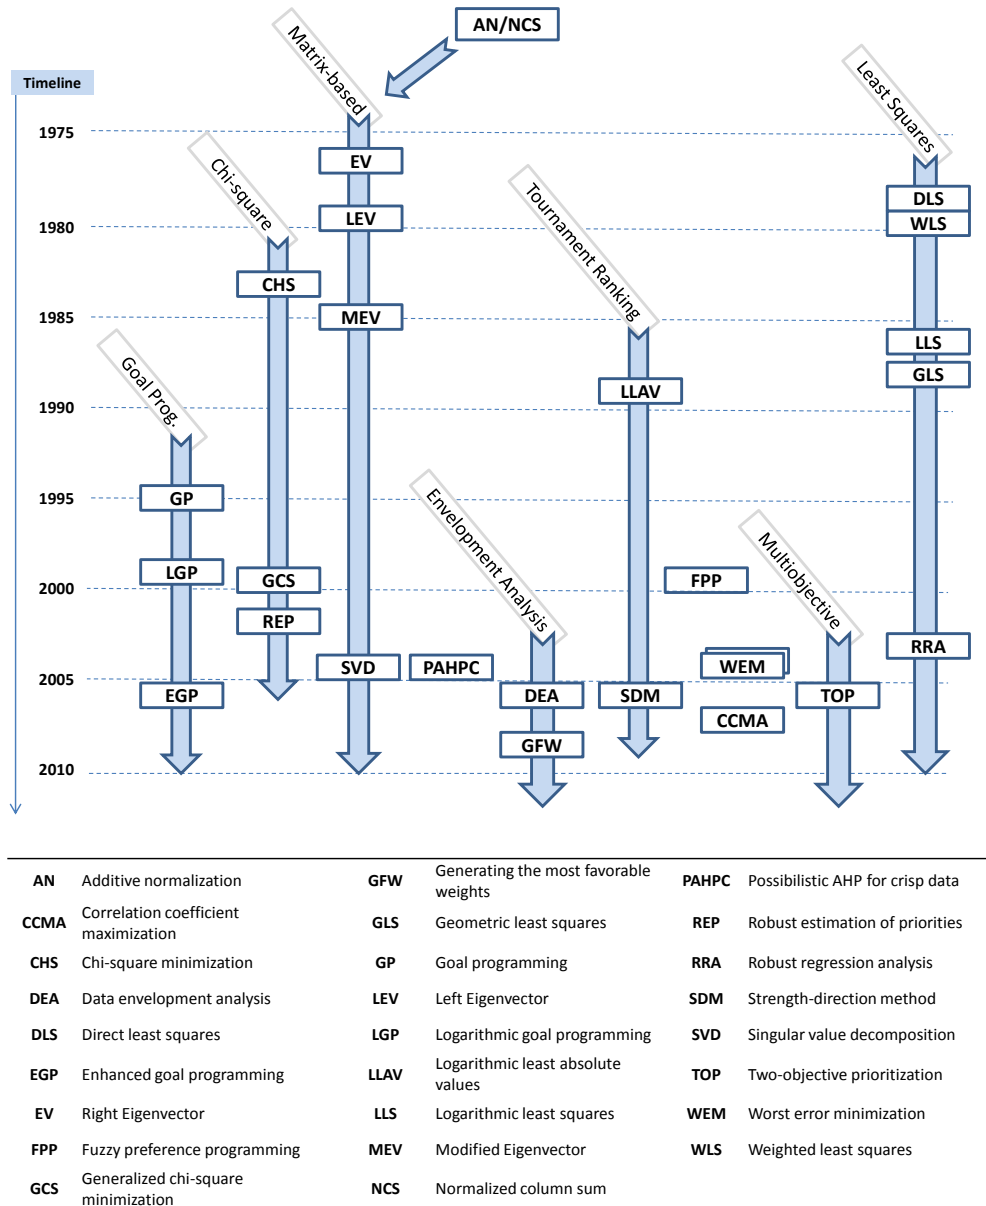 AN/NCS
Matrix-based
Least Squares
Timeline
1975
EV
Chi-square
Tournament Ranking
DLS
LEV
WLS
1980
CHS
1985
MEV
LLS
Goal Prog.
GLS
LLAV
1990
GP
1995
Envelopment Analysis
Multiobjective
LGP
GCS
FPP
2000
REP
RRA
SVD
PAHPC
WEM
2005
EGP
DEA
SDM
TOP
CCMA
GFW
2010
AN Additive normalization
GFW Generating the most favorable
weights
PAHPC Possibilistic AHP for crisp data
CCMA Correlation coefficient
maximization
GLS Geometric least squares
REP Robust estimation of priorities
CHS Chi-square minimization
GP Goal programming
RRA Robust regression analysis
DEA Data envelopment analysis
LEV Left Eigenvector
SDM Strength-direction method
DLS Direct least squares
LGP Logarithmic goal programming
SVD Singular value decomposition
EGP Enhanced goal programming
LLAV Logarithmic least absolute
values
TOP Two-objective prioritization
EV Right Eigenvector
LLS Logarithmic least squares
WEM Worst error minimization
FPP Fuzzy preference programming
MEV Modified Eigenvector
WLS Weighted least squares
GCS Generalized chi-square
minimization
NCS Normalized column sum